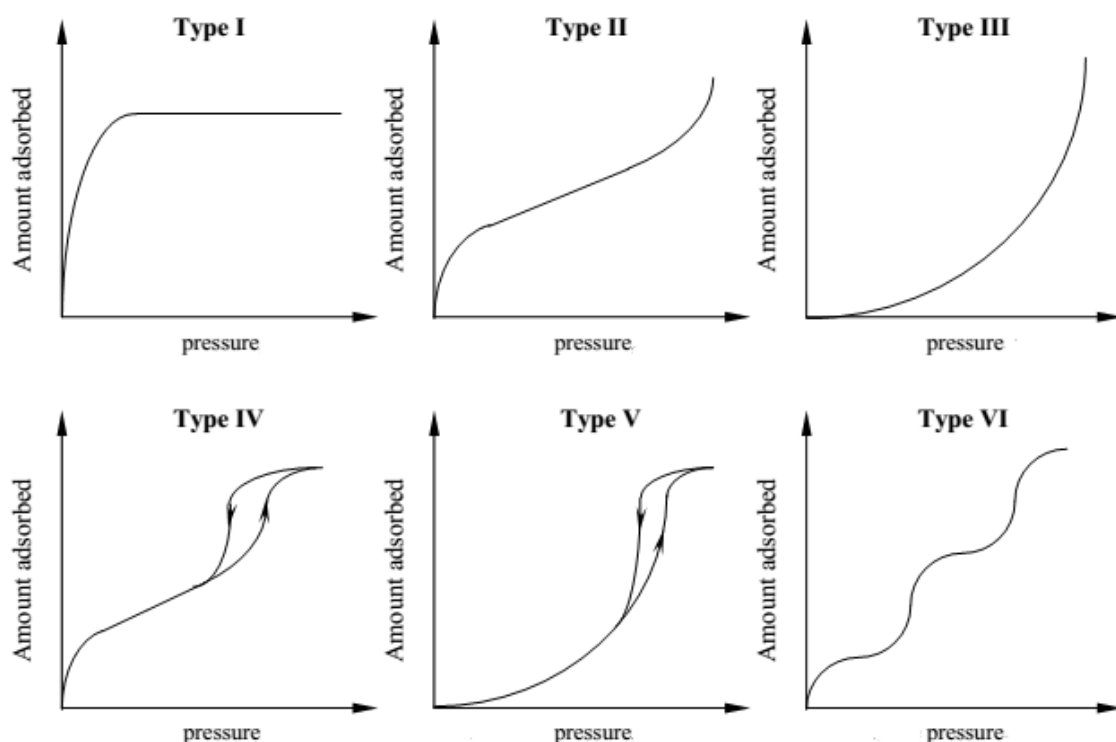 Type I
Type II
Type III
Amount adsorbed
Amount adsorbed
Amount adsorbed
pressure
pressure
pressure
Type IV
Type V
Type VI
Amount adsorbed
Amount adsorbed
Amount adsorbed
pressure
pressure
pressure